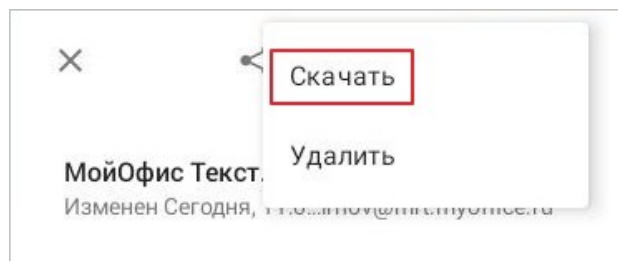 Скачать
Удалить
МойОфис Текст.
Изменен Сегодня,